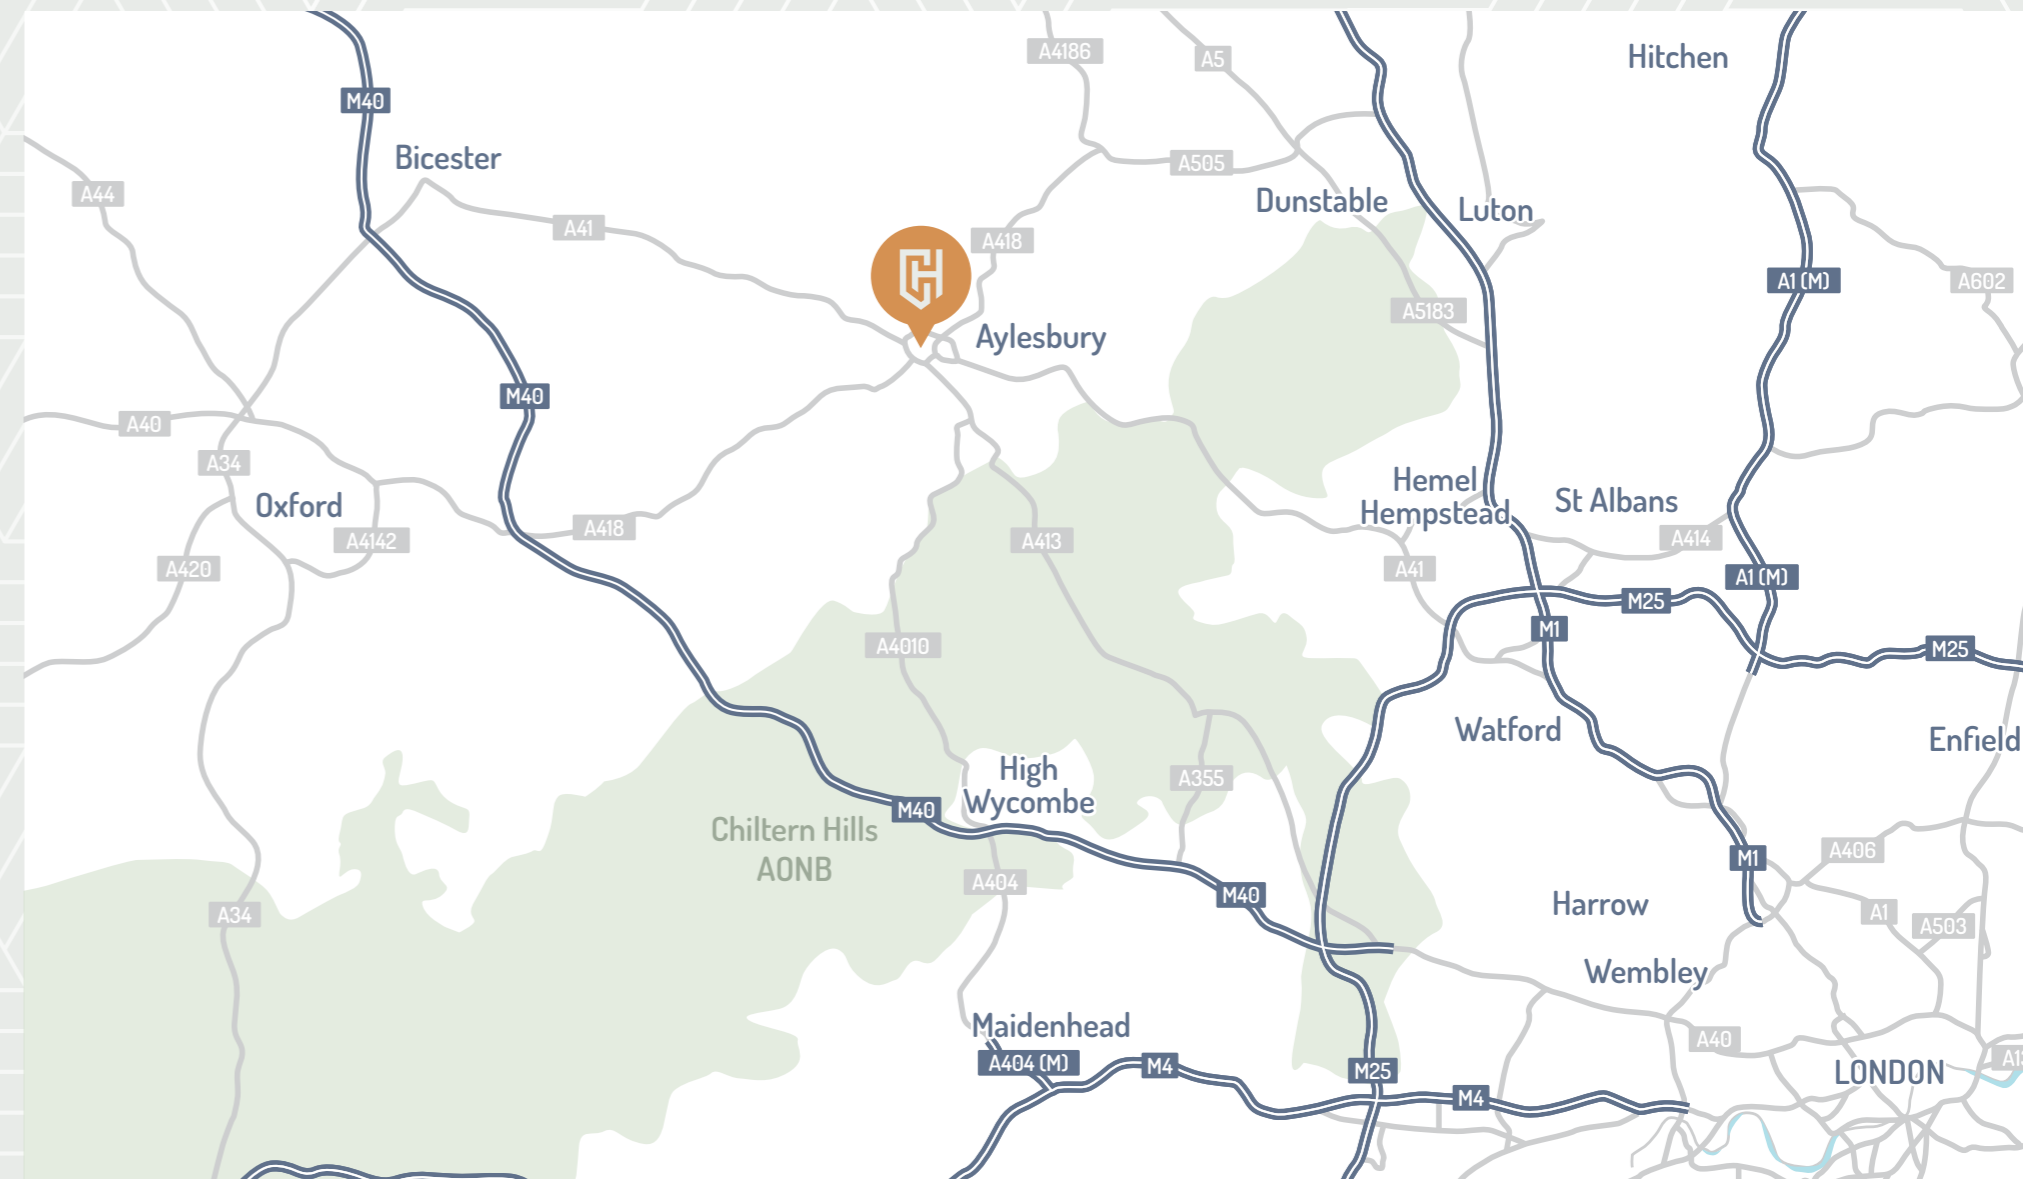 A4186
A5
Hitchen
M40
Bicester
A505
A44
Dunstable
Luton
A41
A418
CH
A1 (M)
A602
A5183
Aylesbury
M40
A40
A34
Hemel
Hempstead
St Albans
Oxford
A418
A4142
A413
A414
A420
A41
A1 (M)
M25
M1
A4010
M25
Watford
Enfield
High
Wycombe
A355
M40
Chiltern Hills
AONB
A406
M1
A404
M40
Harrow
A1
A34
A503
Wembley
Maidenhead
A40
A404 (M)
M4
M25
LONDON
M4